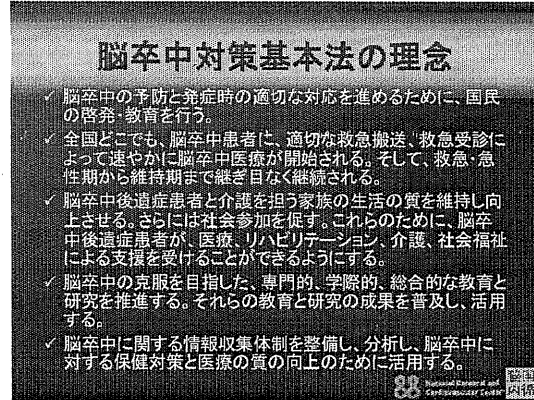 脳卒中対策基本法の理念
✓ 脳卒中の予防と発症時の適切な対応を進めるために、国民
の啓発・教育を行う。
✓ 全国どこでも、脳卒中患者に、適切な救急搬送、救急受診に
よって速やかに脳卒中医療が開始される。そして、救急・急
性期から維持期まで継ぎ目なく継続される。
✓ 脳卒中後遺症患者と介護を担う家族の生活の質を維持し向
上させる。さらには社会参加を促す。これらのために、脳卒
中後遺症患者が、医療、リハビリテーション、介護、社会福祉
による支援を受けることができるようにする。
✓ 脳卒中の克服を目指した、専門的、学際的、総合的な教育と
研究を推進する。それらの教育と研究の成果を普及し、活用
する。
✓ 脳卒中に関する情報収集体制を整備し、分析し、脳卒中に
対する保健対策と医療の質の向上のために活用する。
National Cerebral and
Cardiovascular Center